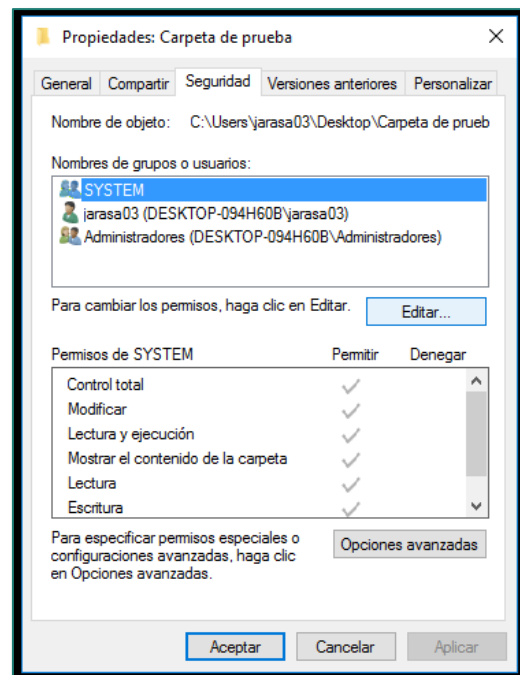 Propiedades: Carpeta de prueba
General Compartir Seguridad Versiones anteriores Personalizar
Nombre de objeto: C:\Users\jarasa03\Desktop\Carpeta de prueb
Nombres de grupos o usuarios:
SYSTEM
jarasa03 (DESKTOP-094H60B\jarasa03)
Administradores (DESKTOP-094H60B\Administradores)
Para cambiar los permisos, haga clic en Editar. Editar...
Permisos de SYSTEM Permitir Denegar
Control total
Modificar
Lectura y ejecución
Mostrar el contenido de la carpeta
Lectura
Escritura
Para especificar permisos especiales o
configuraciones avanzadas, haga clic
en Opciones avanzadas.
Opciones avanzadas
Aceptar Cancelar Aplicar